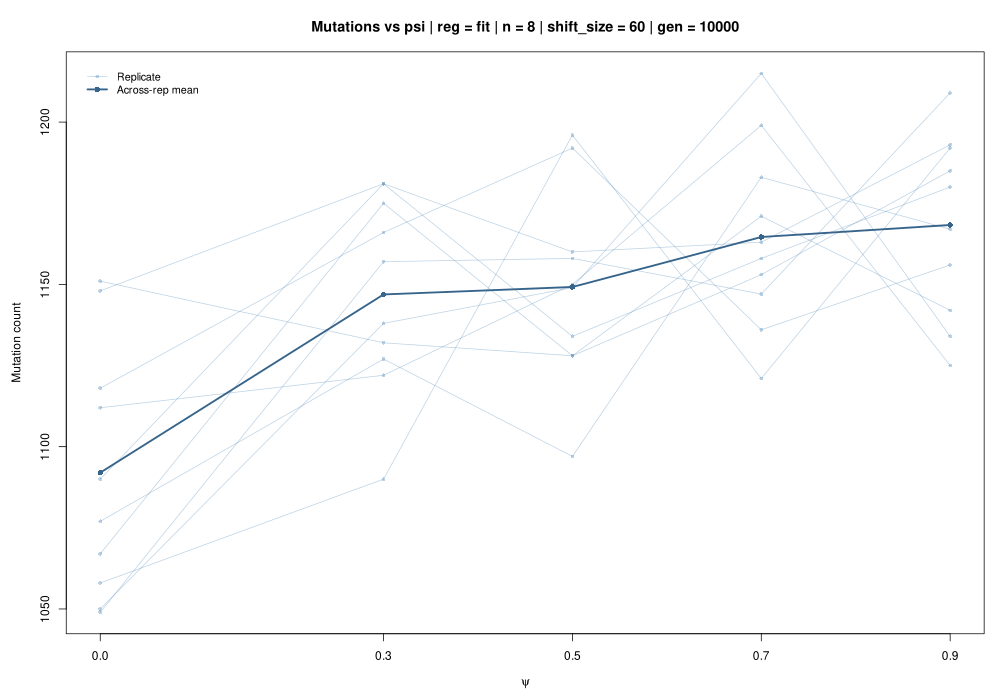 Mutations vs psi | reg = fit | n = 8 | shift_size = 60 | gen = 10000
Replicate
Across-rep mean
Mutation count
1200
1150
1100
1050
0.0 0.3 0.5 0.7 0.9
ψ